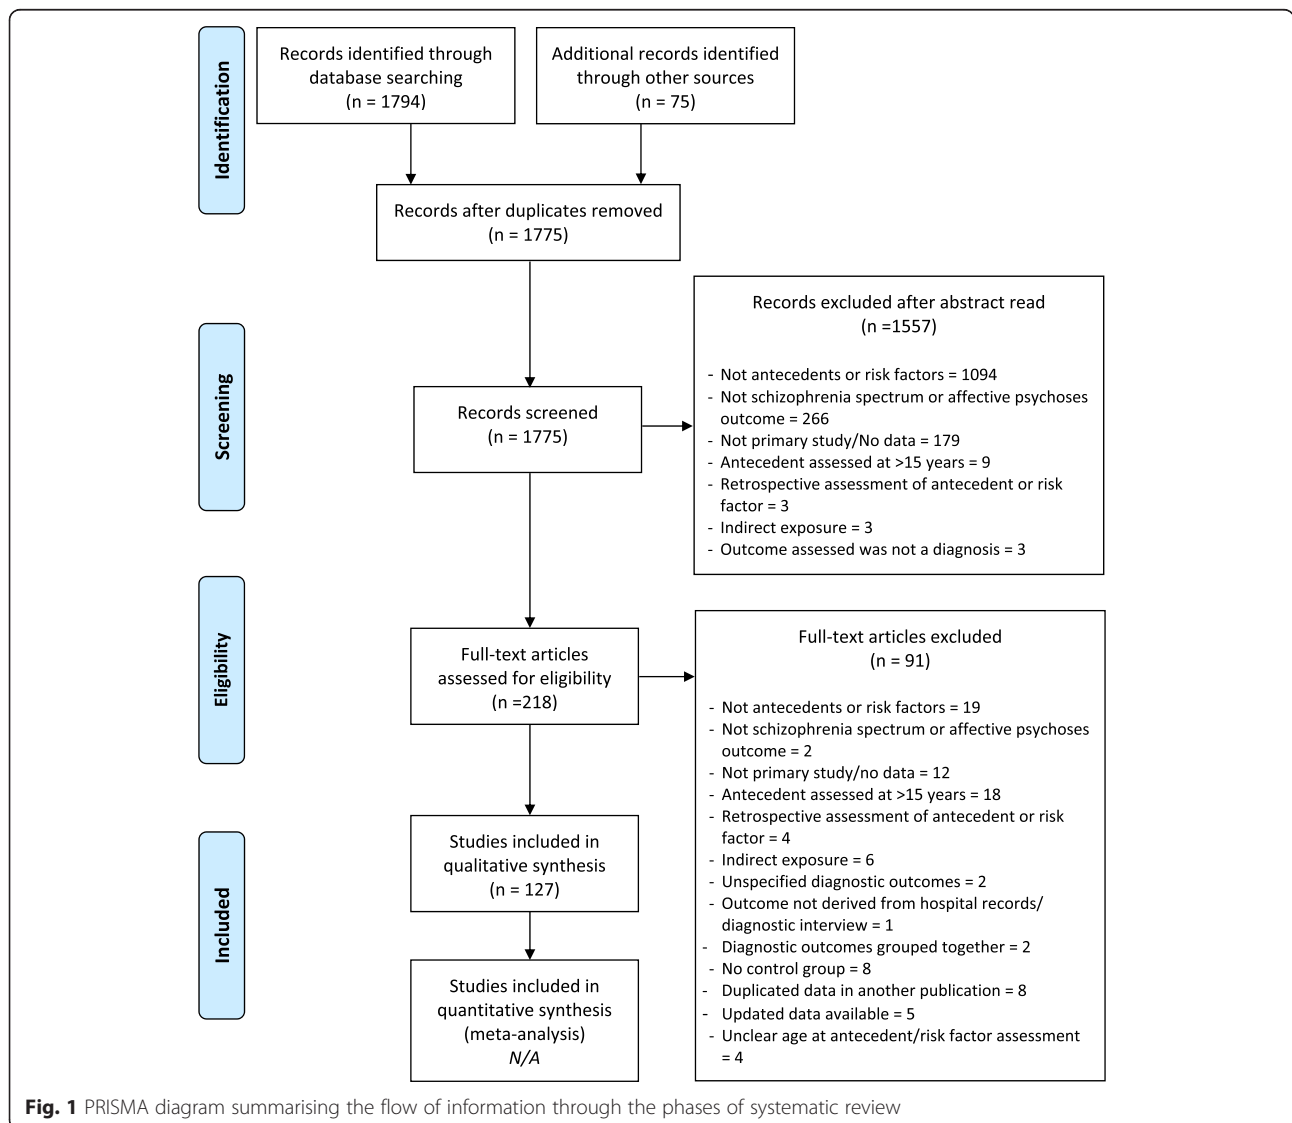 Identification
Records identified through
database searching
(n = 1794)
Additional records identified
through other sources
(n = 75)
Records after duplicates removed
(n = 1775)
Screening
Records screened
(n = 1775)
Records excluded after abstract read
(n =1557)
- Not antecedents or risk factors = 1094
- Not schizophrenia spectrum or affective psychoses
outcome = 266
- Not primary study/No data = 179
- Antecedent assessed at >15 years = 9
- Retrospective assessment of antecedent or risk
factor = 3
- Indirect exposure = 3
- Outcome assessed was not a diagnosis = 3
Eligibility
Full-text articles
assessed for eligibility
(n =218)
Full-text articles excluded
(n = 91)
- Not antecedents or risk factors = 19
- Not schizophrenia spectrum or affective psychoses
outcome = 2
- Not primary study/no data = 12
- Antecedent assessed at >15 years = 18
- Retrospective assessment of antecedent or risk
factor = 4
- Indirect exposure = 6
- Unspecified diagnostic outcomes = 2
- Outcome not derived from hospital records/
diagnostic interview = 1
- Diagnostic outcomes grouped together = 2
- No control group = 8
- Duplicated data in another publication = 8
- Updated data available = 5
- Unclear age at antecedent/risk factor assessment
= 4
Included
Studies included in
qualitative synthesis
(n = 127)
Studies included in
quantitative synthesis
(meta-analysis)
N/A
Fig. 1 PRISMA diagram summarising the flow of information through the phases of systematic review